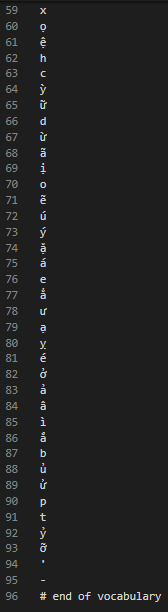 59 x
60 ọ
61 ệ
62 h
63 c
64 ỳ
65 ữ
66 d
67 ừ
68 ã
69 ị
70 o
71 ẽ
72 ú
73 ý
74 ặ
75 á
76 e
77 ẳ
78 ư
79 ạ
80 y
81 é
82 ở
83 ả
84 â
85 ì
86 ắ
87 b
88 ủ
89 ử
90 p
91 t
92 ỷ
93 ỡ
94 '
95 -
96 # end of vocabulary